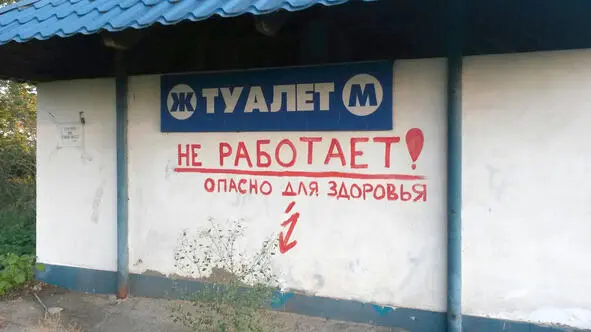 Ж ТУАЛЕТ М
НЕ РАБОТАЕТ!
ОПАСНО ДЛЯ ЗДОРОВЬЯ